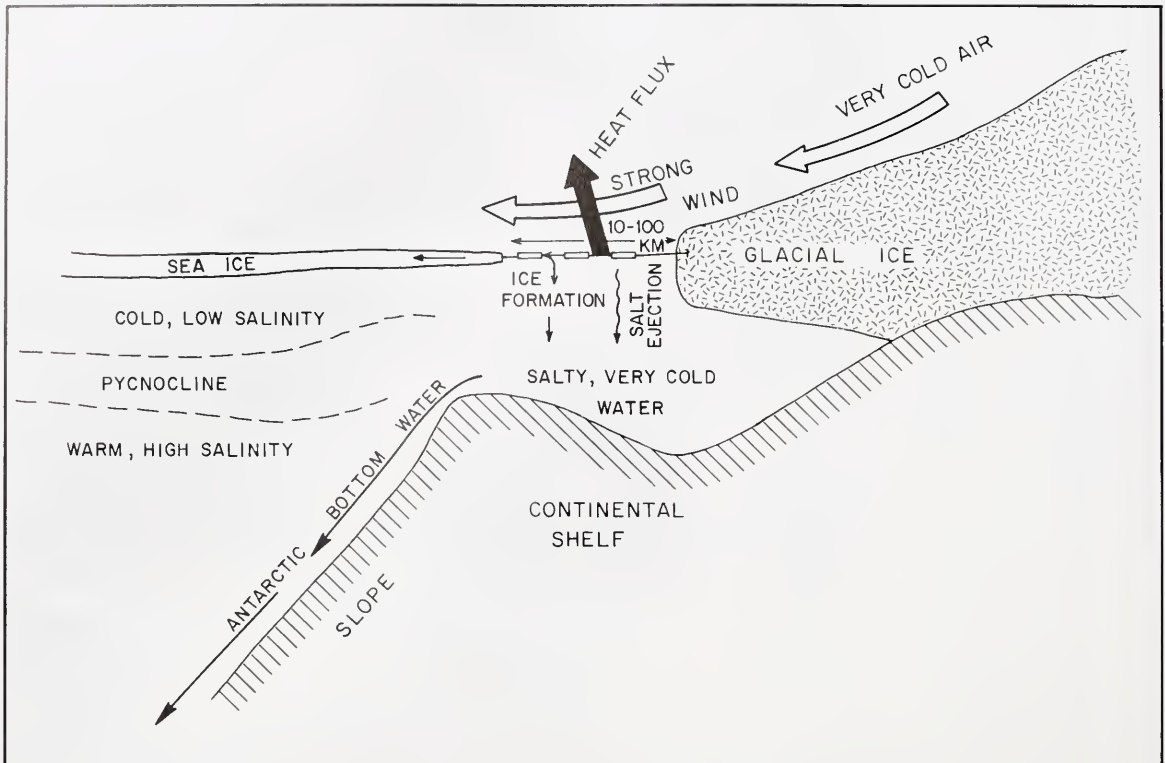 VERY COLD AIR
HEAT FLUX
STRONG
WIND
10-100
KM
GLACIAL ICE
SEA ICE
ICE
FORMATION
SALT
EJECTION
COLD, LOW SALINITY
PYCNOCLINE
WARM, HIGH SALINITY
SALTY, VERY COLD
WATER
ANTARCTIC BOTTOM WATER
CONTINENTAL
SHELF
SLOPE